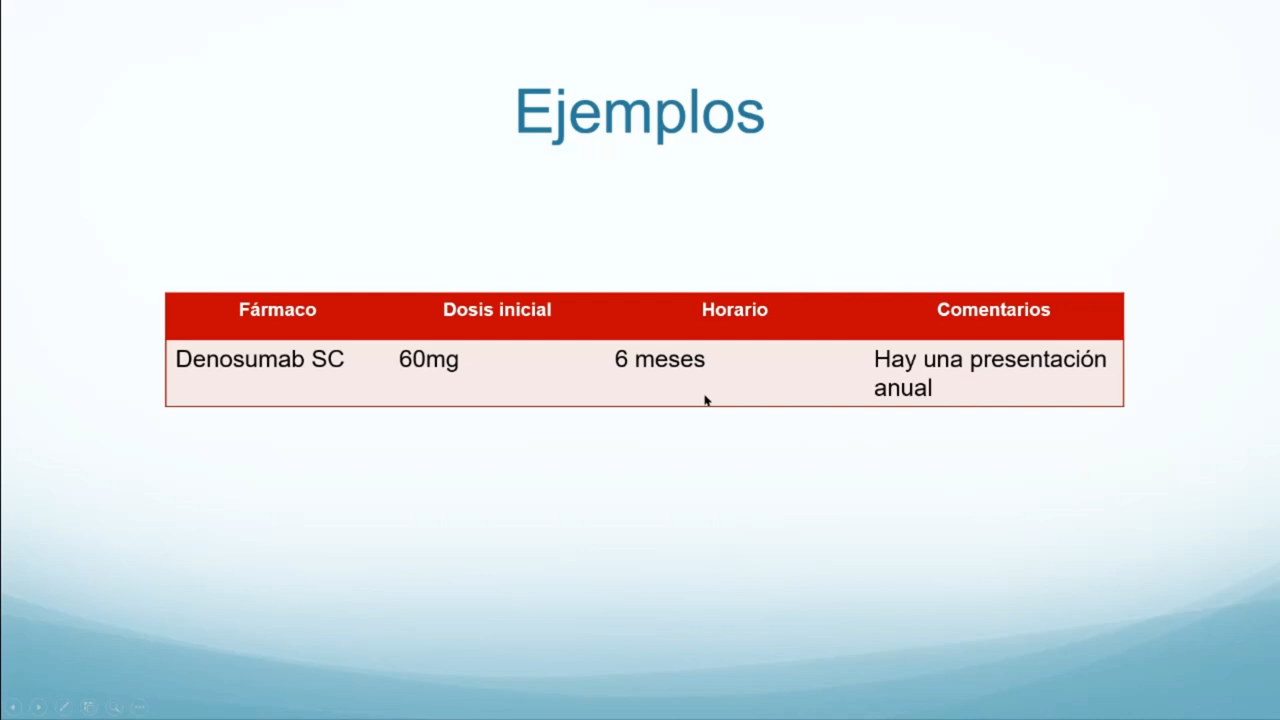 Ejemplos
Fármaco Dosis inicial Horario Comentarios
Denosumab SC 60mg 6 meses Hay una presentación
anual